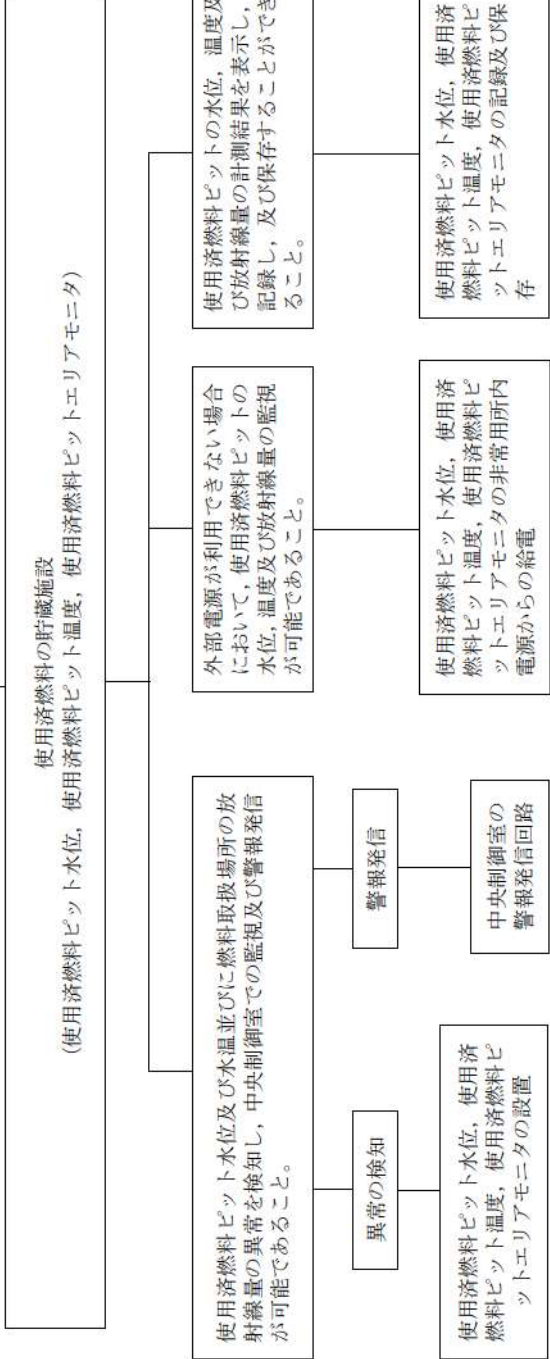 使用済燃料の貯蔵施設
(使用済燃料ピット水位，使用済燃料ピット温度，使用済燃料ピットエリアモニタ)
使用済燃料ピット水位及び水温並びに燃料取扱場所の放
射線量の異常を検知し，中央制御室での監視及び警報発信
が可能であること。
異常の検知
使用済燃料ピット水位，使用済
燃料ピット温度，使用済燃料ピ
ットエリアモニタの設置
警報発信
中央制御室の
警報発信回路
外部電源が利用できない場合
において，使用済燃料ピットの
水位，温度及び放射線量の監視
が可能であること。
使用済燃料ピット水位，使用済
燃料ピット温度，使用済燃料ピ
ットエリアモニタの非常用所内
電源からの給電
使用済燃料ピットの水位，温度及
び放射線量の計測結果を表示し，
記録し，及び保存することができ
ること。
使用済燃料ピット水位，使用済
燃料ピット温度，使用済燃料ピ
ットエリアモニタの記録及び保
存